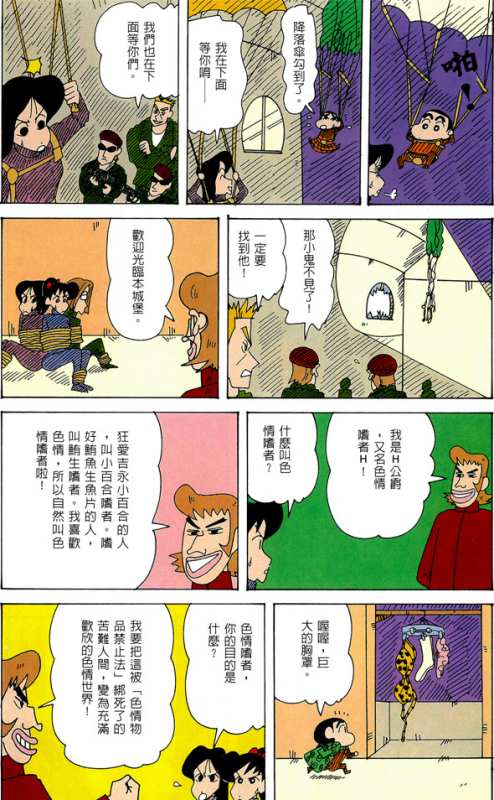 啪！
降落傘勾到了。
我在下面
等你唷——
我們也在下
面等你們。
那小鬼不見了！
一定要
找到他！
歡迎光臨本城堡。
我是H公爵
，又名色情
嗜者H！
什麼叫色
情嗜者？
狂愛吉永小百合的人
，叫小百合嗜者。嗜
好鮪魚生魚片的人，
叫鮪生嗜者。我喜歡
色情，所以自然叫色
情嗜者啦！
喔喔，巨
大的胸罩。
色情嗜者，
你的目的是
什麼？
我要把這被「色情物
品禁止法」綁死了的
苦難人間，變為充滿
歡欣的色情世界！